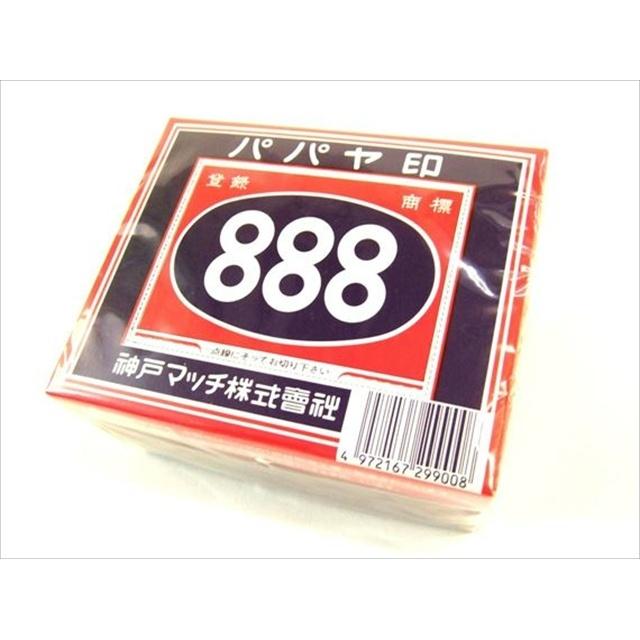 パパヤ印
登録 商標
888
点線にそってお切り下さい
神戸マッチ株式會社
4 972167 299008